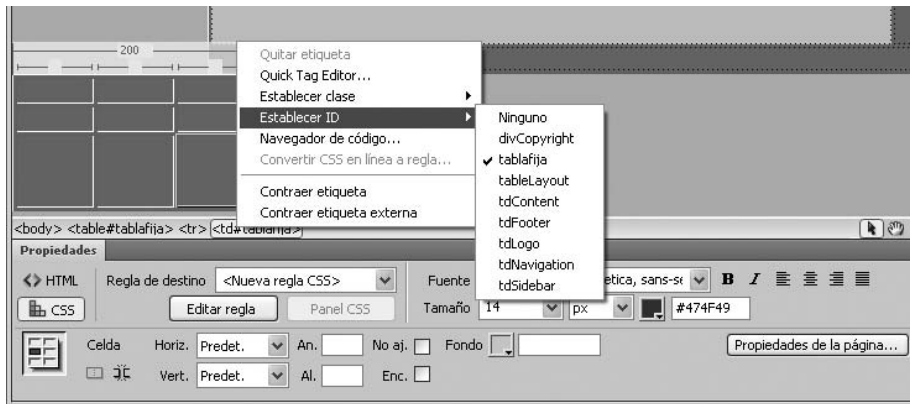 200
Quitar etiqueta
Quick Tag Editor...
Establecer clase
Establecer ID
Navegador de código...
Convertir CSS en línea a regla...
Contraer etiqueta
Contraer etiqueta externa
Ninguno
divCopyright
tablafija
tableLayout
tdContent
tdFooter
tdLogo
tdNavigation
tdSidebar
<body> <table#tablafija> <tr> <td#tablafija>
Propiedades
<> HTML Regla de destino <Nueva regla CSS> Fuente etica, sans-se B I
CSS Editar regla Panel CSS Tamaño 14 px #474F49
Celda Horiz. Predet. An. No aj. Fondo Propiedades de la página...
Vert. Predet. Al. Enc.